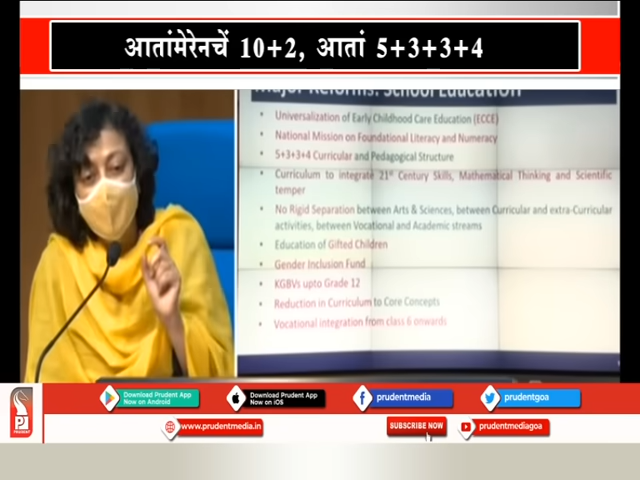 आतांमेरेनचें 10+2, आतां 5+3+3+4
Major Reforms: School Education
Universalization of Early Childhood Care Education (ECCE)
National Mission on Foundational Literacy and Numeracy
5+3+3+4 Curricular and Pedagogical Structure
Curriculum to integrate 21st Century Skills, Mathematical Thinking and Scientific
temper
No Rigid Separation between Arts & Sciences, between Curricular and extra-Curricular
activities, between Vocational and Academic streams
Education of Gifted Children
Gender Inclusion Fund
KGBVs upto Grade 12
Reduction in Curriculum to Core Concepts
Vocational integration from class 6 onwards
PRUDENT
Download Prudent App
Now on Android
Download Prudent App
Now on iOS
prudentmedia
prudentgoa
www.prudentmedia.in
SUBSCRIBE NOW
prudentmediagoa